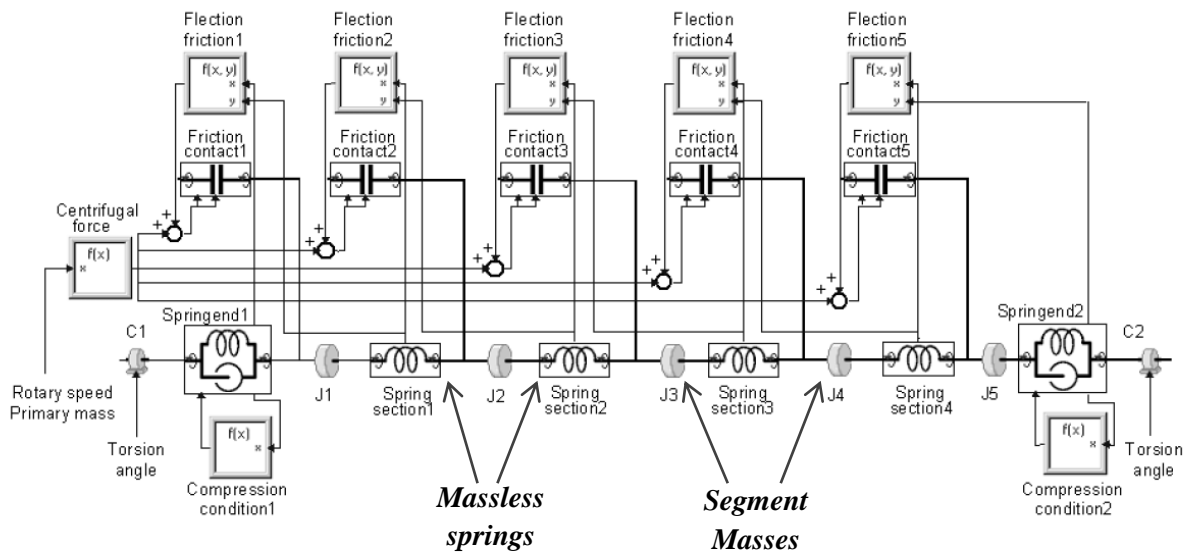 Flection friction1
Flection friction2
Flection friction3
Flection friction4
Flection friction5
f(x, y)
x
y
f(x, y)
x
y
f(x, y)
x
y
f(x, y)
x
y
f(x, y)
x
y
Friction contact1
Friction contact2
Friction contact3
Friction contact4
Friction contact5
Centrifugal force
f(x)
x
+
+
+
+
+
+
+
+
+
+
C1
Springend1
J1
Spring section1
J2
Spring section2
J3
Spring section3
J4
Spring section4
J5
Springend2
C2
Rotary speed
Primary mass
Torsion angle
f(x)
x
Compression condition1
Massless springs
Segment Masses
f(x)
x
Compression condition2
Torsion angle